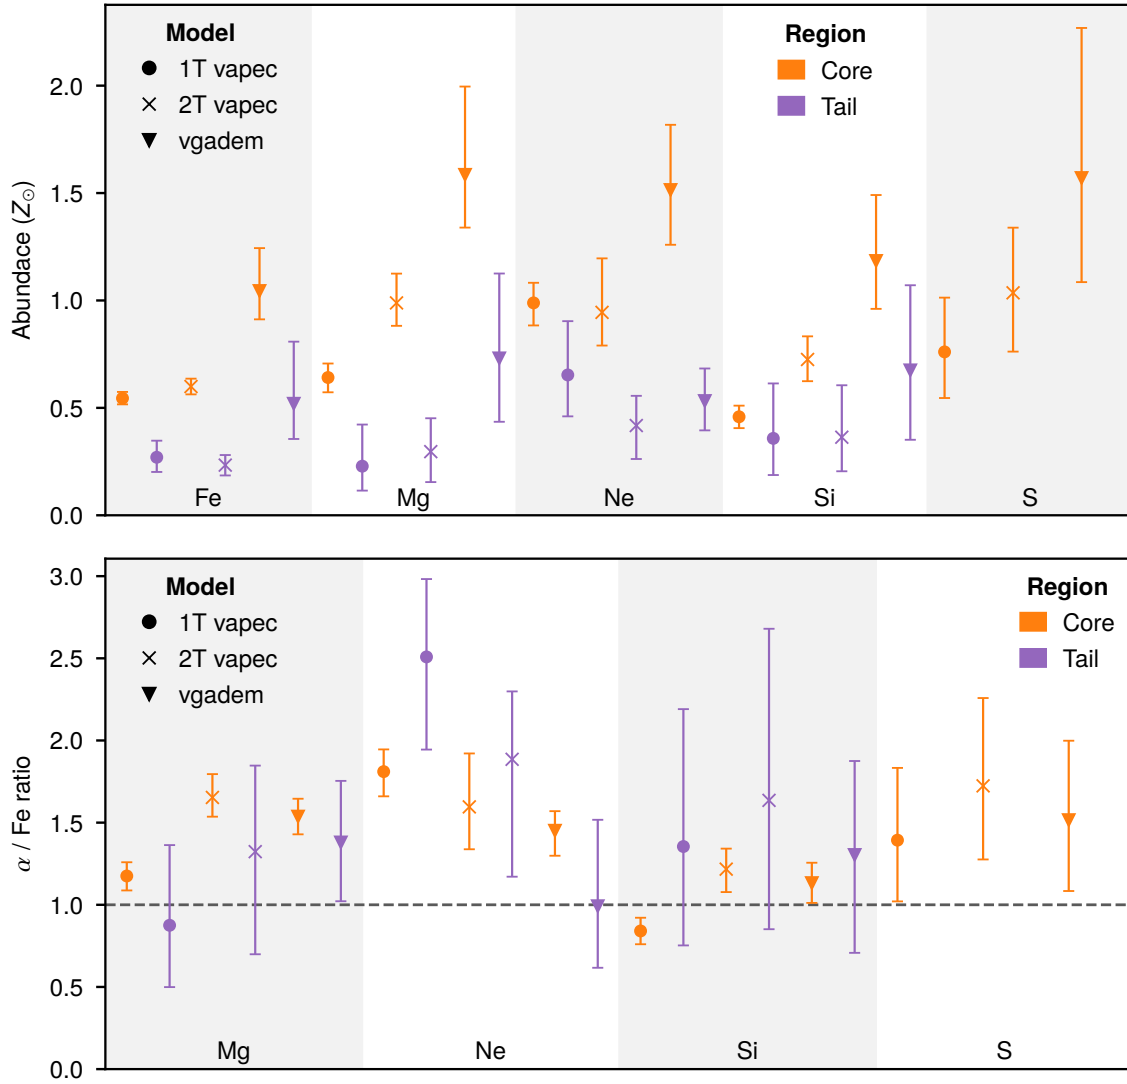 Model
1T vapec
2T vapec
vgadem
Region
Core
Tail
Abundace (Z⊙)
2.0
1.5
1.0
0.5
0.0
Fe Mg Ne Si S
Model
1T vapec
2T vapec
vgadem
Region
Core
Tail
α / Fe ratio
3.0
2.5
2.0
1.5
1.0
0.5
0.0
Mg Ne Si S